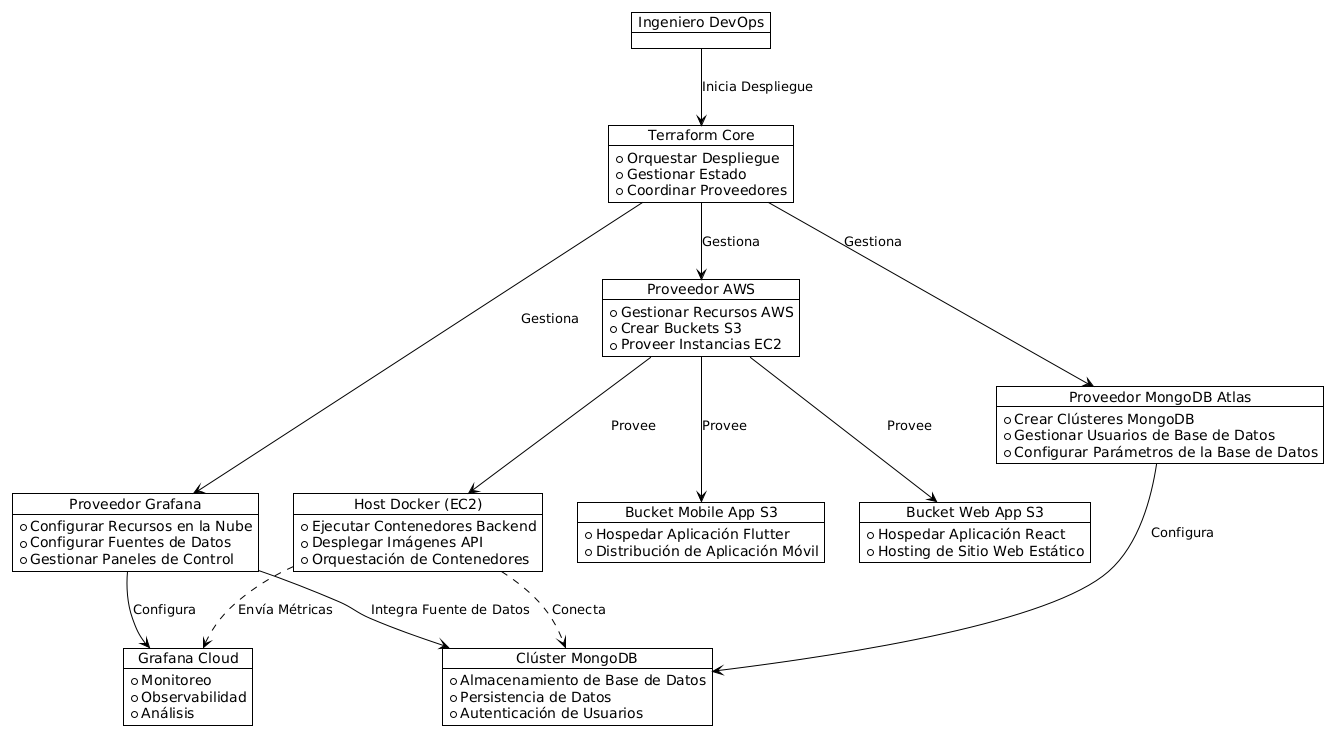 Ingeniero DevOps
Inicia Despliegue
Terraform Core
Orquestar Despliegue
Gestionar Estado
Coordinar Proveedores
Gestiona
Gestiona
Gestiona
Proveedor AWS
Gestionar Recursos AWS
Crear Buckets S3
Proveer Instancias EC2
Proveedor MongoDB Atlas
Crear Clústeres MongoDB
Gestionar Usuarios de Base de Datos
Configurar Parámetros de la Base de Datos
Provee
Provee
Provee
Proveedor Grafana
Configurar Recursos en la Nube
Configurar Fuentes de Datos
Gestionar Paneles de Control
Host Docker (EC2)
Ejecutar Contenedores Backend
Desplegar Imágenes API
Orquestación de Contenedores
Bucket Mobile App S3
Hospedar Aplicación Flutter
Distribución de Aplicación Móvil
Bucket Web App S3
Hospedar Aplicación React
Hosting de Sitio Web Estático
Configura
Configura
Envía Métricas
Integra Fuente de Datos
Conecta
Grafana Cloud
Monitoreo
Observabilidad
Análisis
Clúster MongoDB
Almacenamiento de Base de Datos
Persistencia de Datos
Autenticación de Usuarios